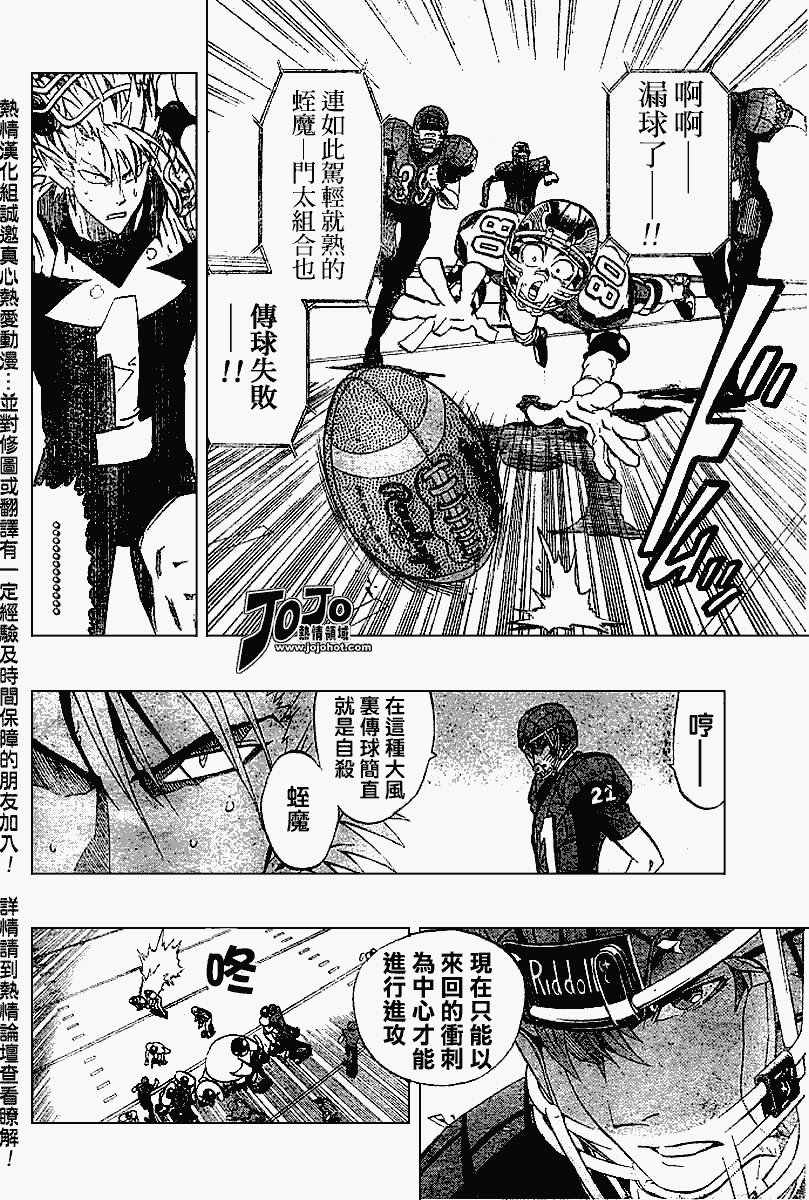 啊啊—
漏球了—!!
連如此駕輕就熟的
蛭魔—門太組合也
傳球失敗
—!!
80
80
1
…………
JOJO
熱情領域
www.jojohot.com
哼—
21
在這種大風
裏傳球簡直
就是自殺
蛭魔
現在只能以
來回的衝刺
為中心才能
進行進攻
Riddell
咚
熱情漢化組誠邀真心熱愛動漫…並對修圖或翻譯有一定經驗及時間保障的朋友加入！ 詳情請到熱情論壇查看瞭解！